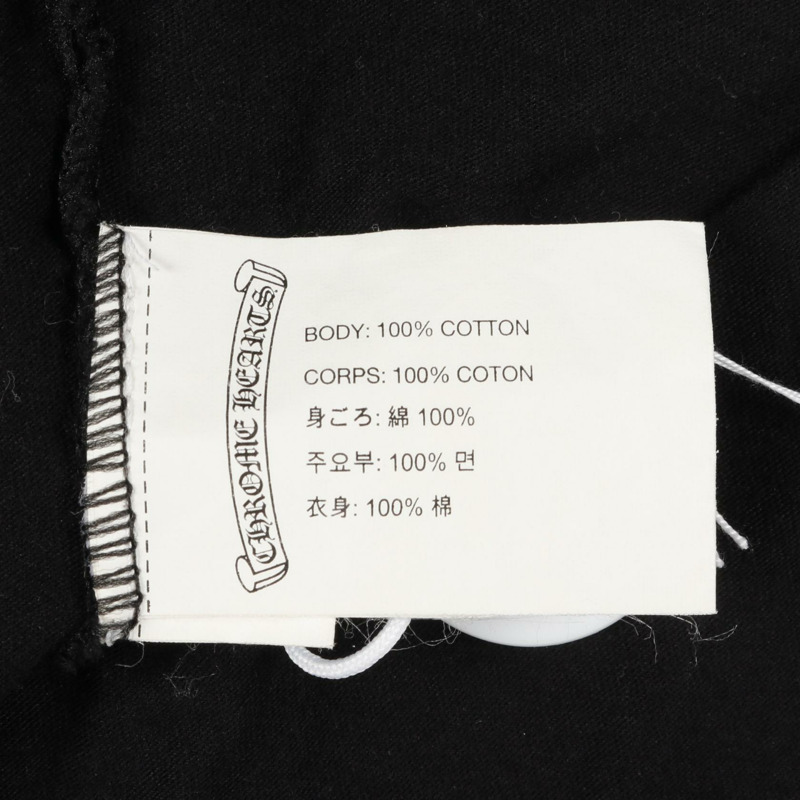 CHROME HEARTS
BODY: 100% COTTON
CORPS: 100% COTON
身ごろ: 綿 100%
주요부: 100% 면
衣身: 100% 棉